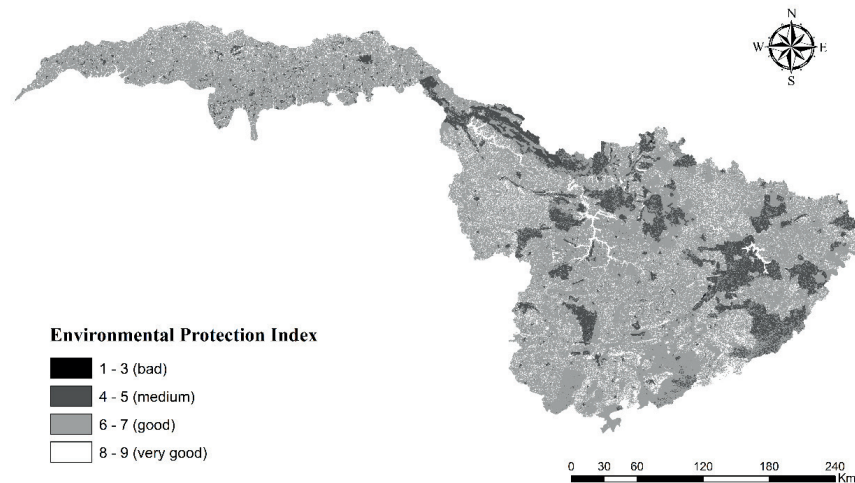 N
W E
S
Environmental Protection Index
1 - 3 (bad)
4 - 5 (medium)
6 - 7 (good)
8 - 9 (very good)
0 30 60 120 180 240
Km